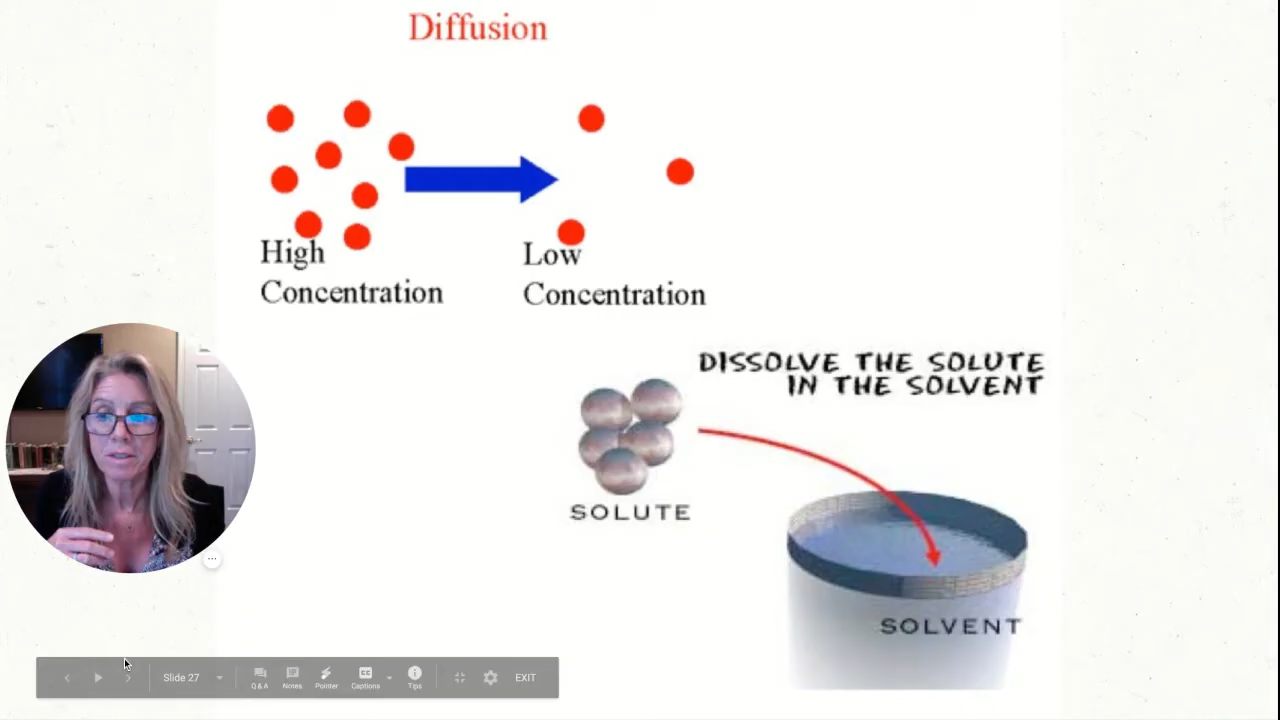 Diffusion
High
Concentration
Low
Concentration
DISSOLVE THE SOLUTE
IN THE SOLVENT
SOLUTE
SOLVENT
Slide 27
Q & A
Notes
Pointer
CC
Captions
Tips
EXIT